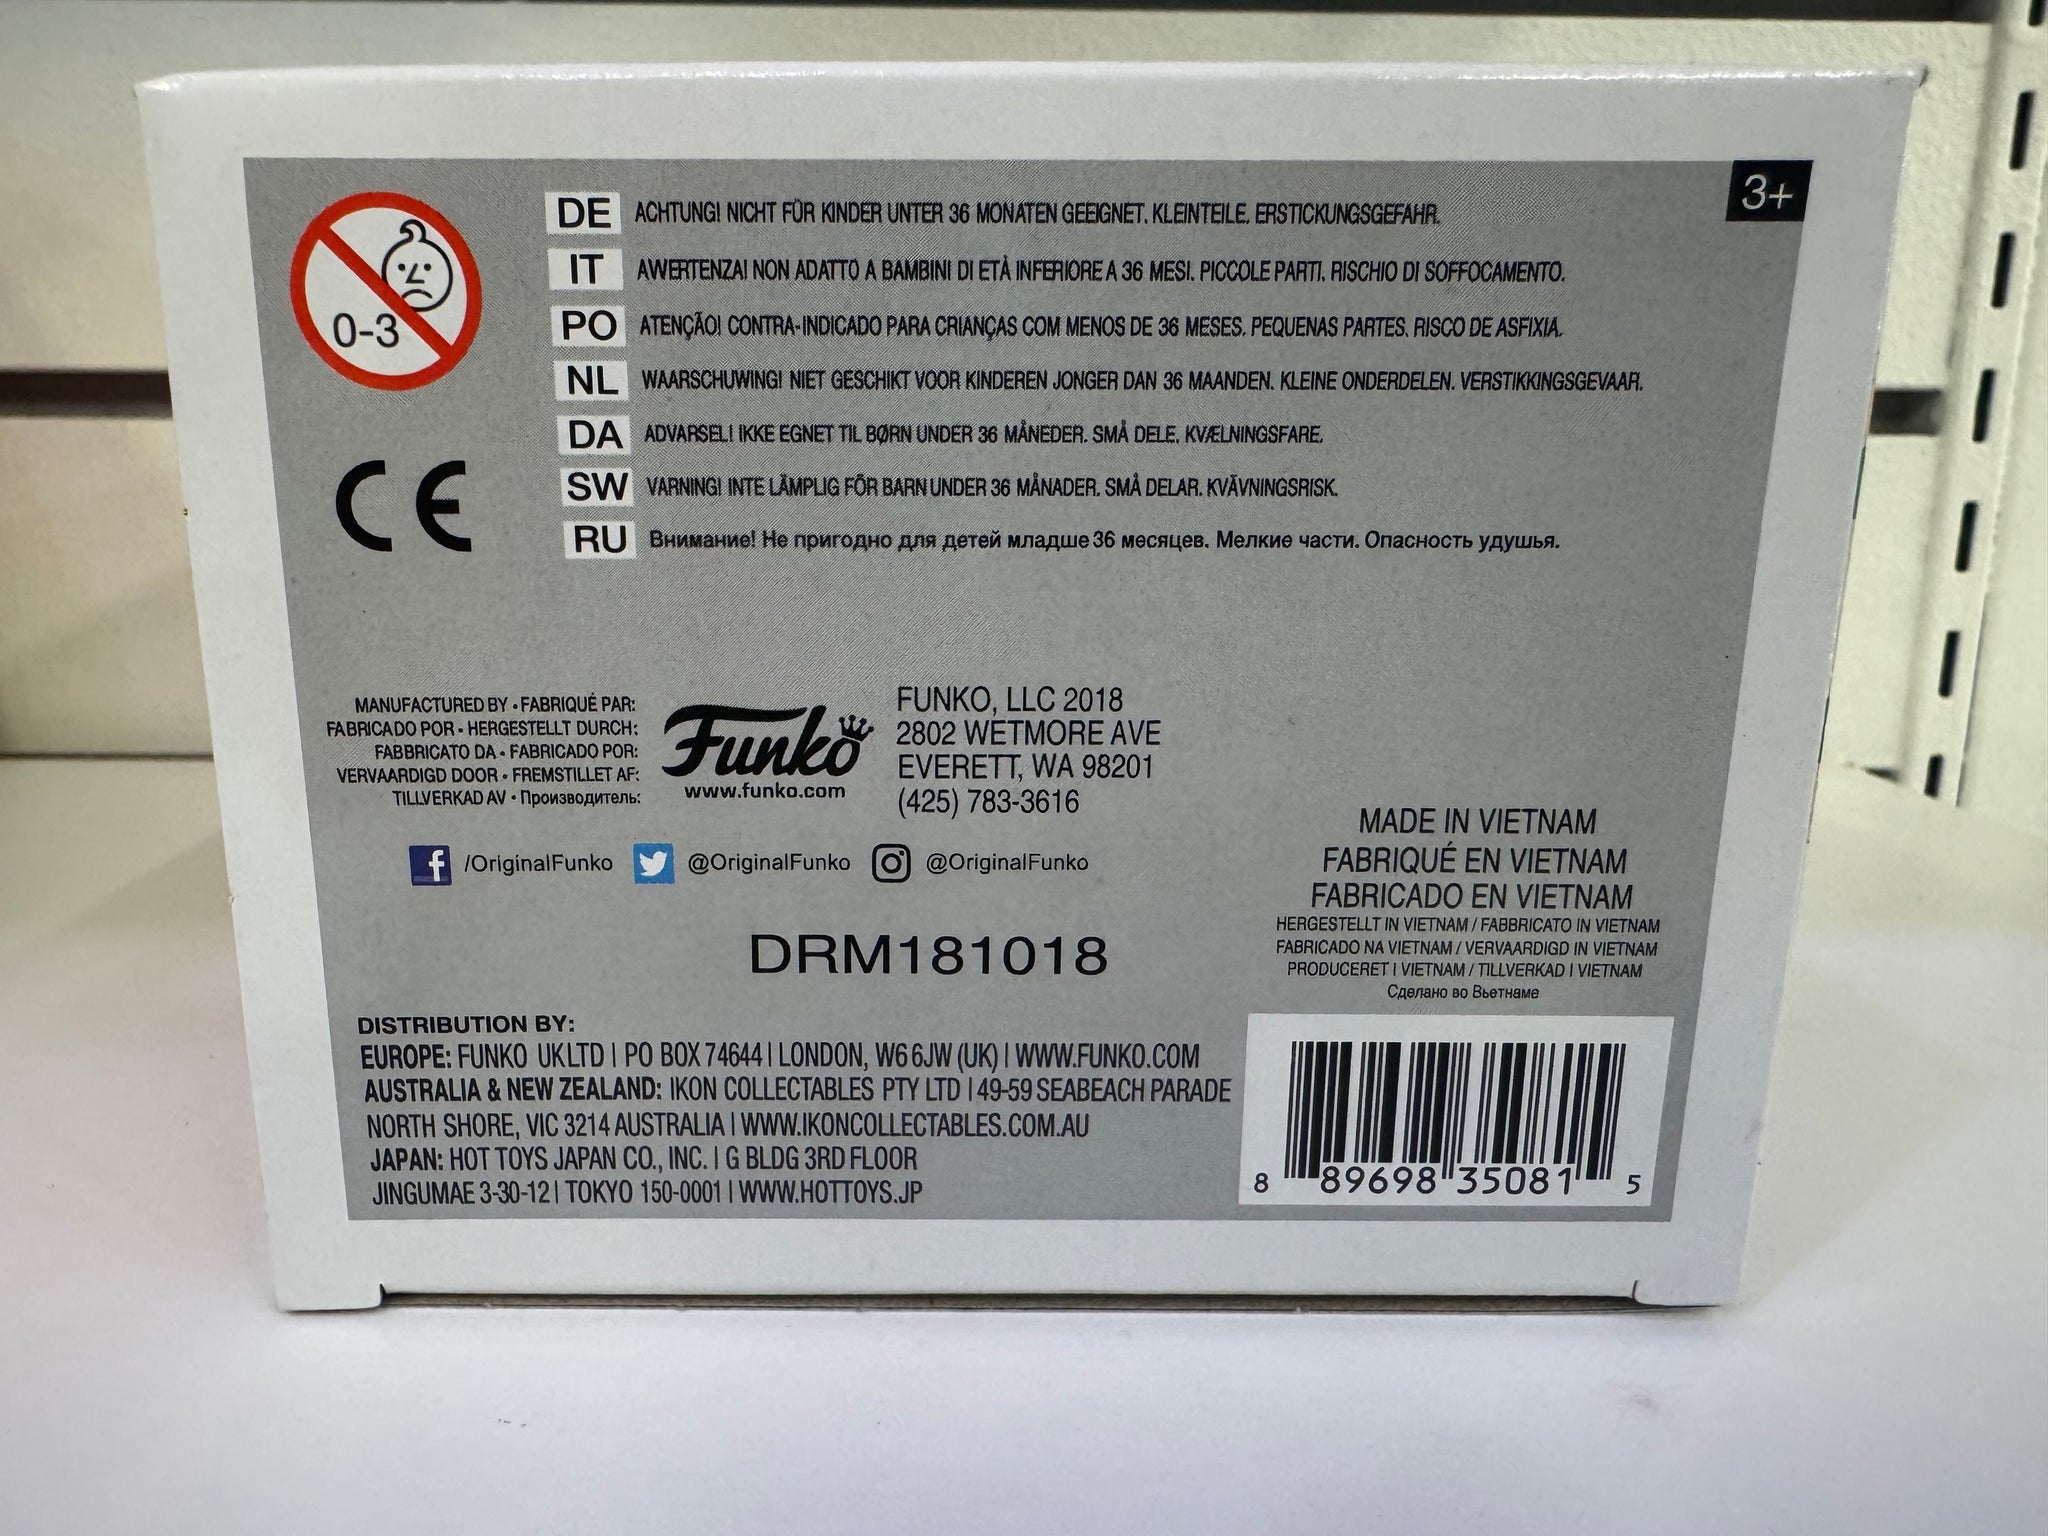 3+
0-3
DE ACHTUNG! NICHT FÜR KINDER UNTER 36 MONATEN GEEIGNET. KLEINTEILE. ERSTICKUNGSGEFAHR.
IT AWERTENZA! NON ADATTO A BAMBINI DI ETÀ INFERIORE A 36 MESI. PICCOLE PARTI. RISCHIO DI SOFFOCAMENTO.
PO ATENÇÃO! CONTRA-INDICADO PARA CRIANÇAS COM MENOS DE 36 MESES. PEQUENAS PARTES. RISCO DE ASFIXIA.
NL WAARSCHUWING! NIET GESCHIKT VOOR KINDEREN JONGER DAN 36 MAANDEN. KLEINE ONDERDELEN. VERSTIKKINGSGEVAAR.
DA ADVARSEL! IKKE EGNET TIL BØRN UNDER 36 MÅNEDER. SMÅ DELE. KVÆLNINGSFARE.
SW VARNING! INTE LÄMPLIG FÖR BARN UNDER 36 MÅNADER. SMÅ DELAR. KVÄVNINGSRISK.
RU Внимание! Не пригодно для детей младше 36 месяцев. Мелкие части. Опасность удушья.
CE
MANUFACTURED BY • FABRIQUÉ PAR:
FABRICADO POR • HERGESTELLT DURCH:
FABBRICATO DA • FABRICADO POR:
VERVAARDIGD DOOR • FREMSTILLET AF:
TILLVERKAD AV • Производитель:
Funko
www.funko.com
FUNKO, LLC 2018
2802 WETMORE AVE
EVERETT, WA 98201
(425) 783-3616
/OriginalFunko @OriginalFunko @OriginalFunko
DRM181018
MADE IN VIETNAM
FABRIQUÉ EN VIETNAM
FABRICADO EN VIETNAM
HERGESTELLT IN VIETNAM / FABBRICATO IN VIETNAM
FABRICADO NA VIETNAM / VERVAARDIGD IN VIETNAM
PRODUCERET I VIETNAM / TILLVERKAD I VIETNAM
Сделано во Вьетнаме
DISTRIBUTION BY:
EUROPE: FUNKO UK LTD | PO BOX 74644 | LONDON, W6 6JW (UK) | WWW.FUNKO.COM
AUSTRALIA & NEW ZEALAND: IKON COLLECTABLES PTY LTD | 49-59 SEABEACH PARADE
NORTH SHORE, VIC 3214 AUSTRALIA | WWW.IKONCOLLECTABLES.COM.AU
JAPAN: HOT TOYS JAPAN CO., INC. | G BLDG 3RD FLOOR
JINGUMAE 3-30-12 | TOKYO 150-0001 | WWW.HOTTOYS.JP
8 89698 35081 5